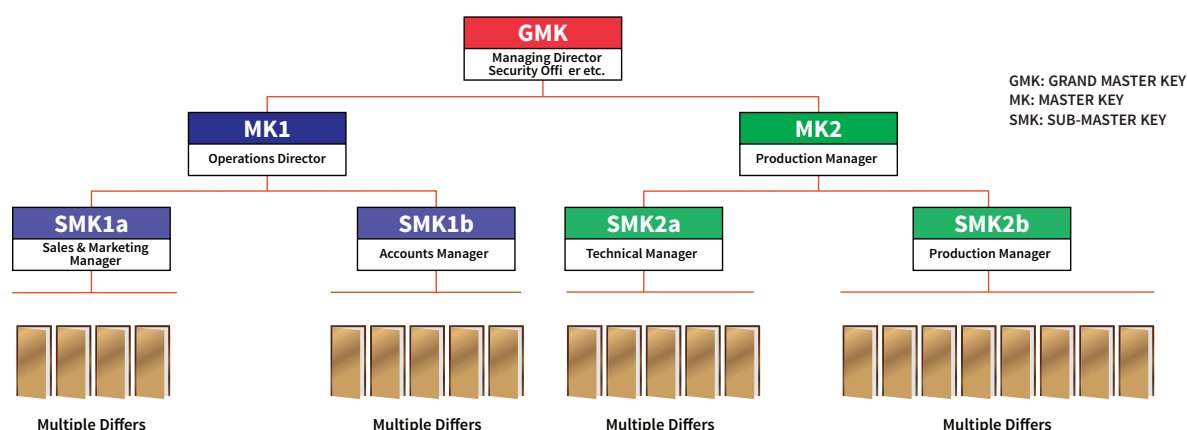 GMK
Managing Director
Security Offi er etc.
GMK: GRAND MASTER KEY
MK: MASTER KEY
SMK: SUB-MASTER KEY
MK1
Operations Director
MK2
Production Manager
SMK1a
Sales & Marketing
Manager
SMK1b
Accounts Manager
SMK2a
Technical Manager
SMK2b
Production Manager
Multiple Differs
Multiple Differs
Multiple Differs
Multiple Differs